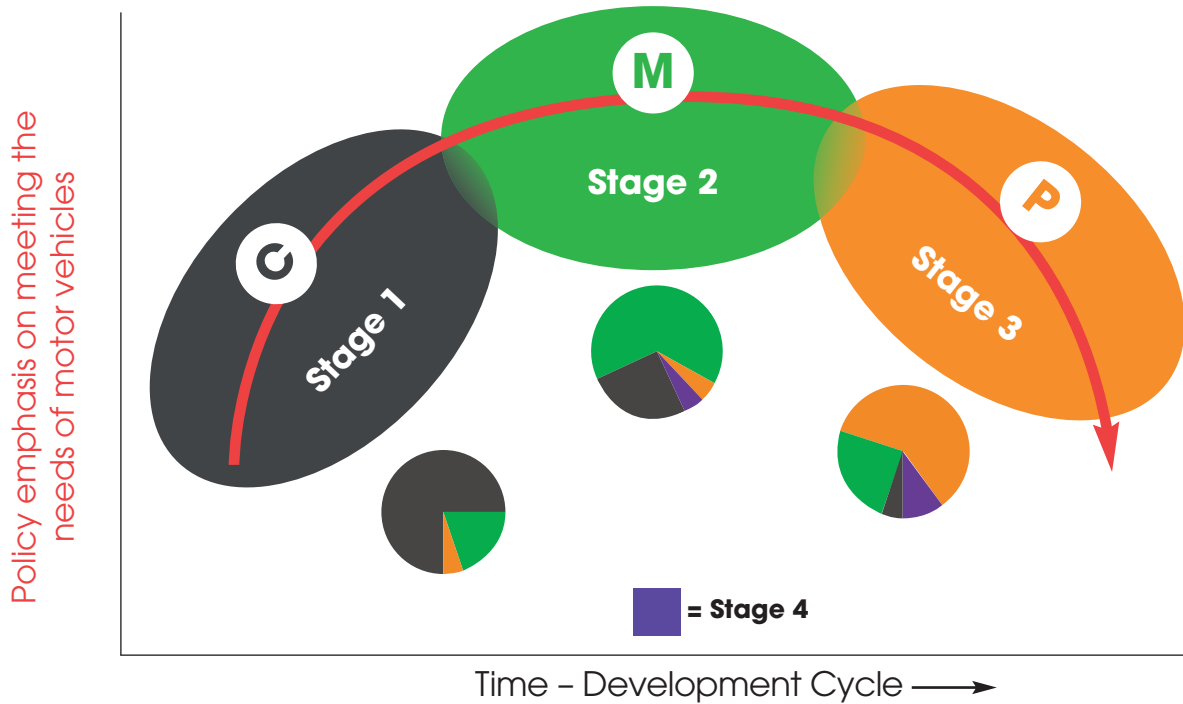 Policy emphasis on meeting the
needs of motor vehicles
C
M
P
Stage 1
Stage 2
Stage 3
= Stage 4
Time – Development Cycle